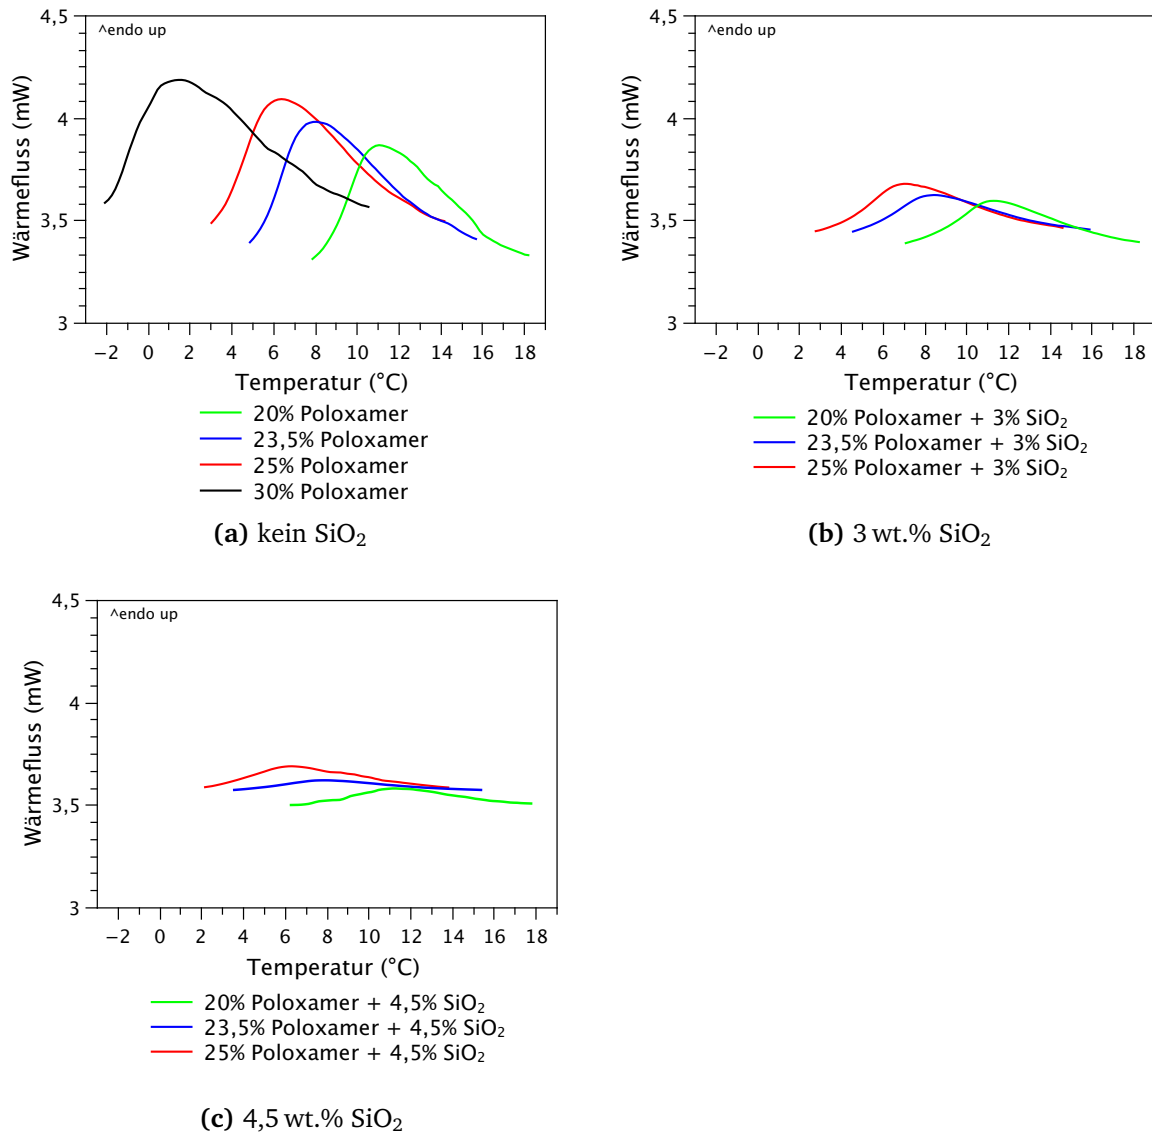 4,5
^endo up
4
3,5
3
Wärmefluss (mW)
−2 0 2 4 6 8 10 12 14 16 18
Temperatur (°C)
20% Poloxamer
23,5% Poloxamer
25% Poloxamer
30% Poloxamer
(a) kein SiO₂
4,5
^endo up
4
3,5
3
Wärmefluss (mW)
−2 0 2 4 6 8 10 12 14 16 18
Temperatur (°C)
20% Poloxamer + 3% SiO₂
23,5% Poloxamer + 3% SiO₂
25% Poloxamer + 3% SiO₂
(b) 3 wt.% SiO₂
4,5
^endo up
4
3,5
3
Wärmefluss (mW)
−2 0 2 4 6 8 10 12 14 16 18
Temperatur (°C)
20% Poloxamer + 4,5% SiO₂
23,5% Poloxamer + 4,5% SiO₂
25% Poloxamer + 4,5% SiO₂
(c) 4,5 wt.% SiO₂